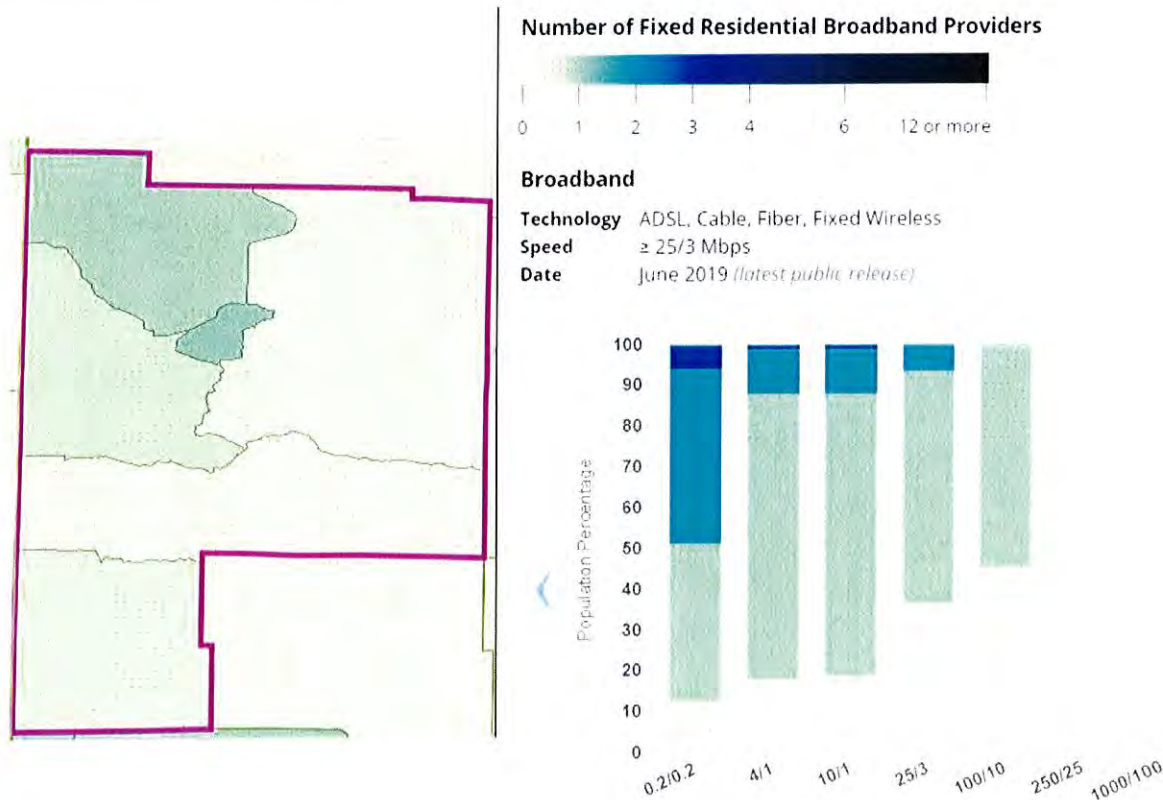 Number of Fixed Residential Broadband Providers
0 1 2 3 4 6 12 or more
Broadband
Technology ADSL, Cable, Fiber, Fixed Wireless
Speed ≥ 25/3 Mbps
Date June 2019 (latest public release)
Population Percentage
100
90
80
70
60
50
40
30
20
10
0
0.2/0.2 4/1 10/1 25/3 100/10 250/25 1000/100